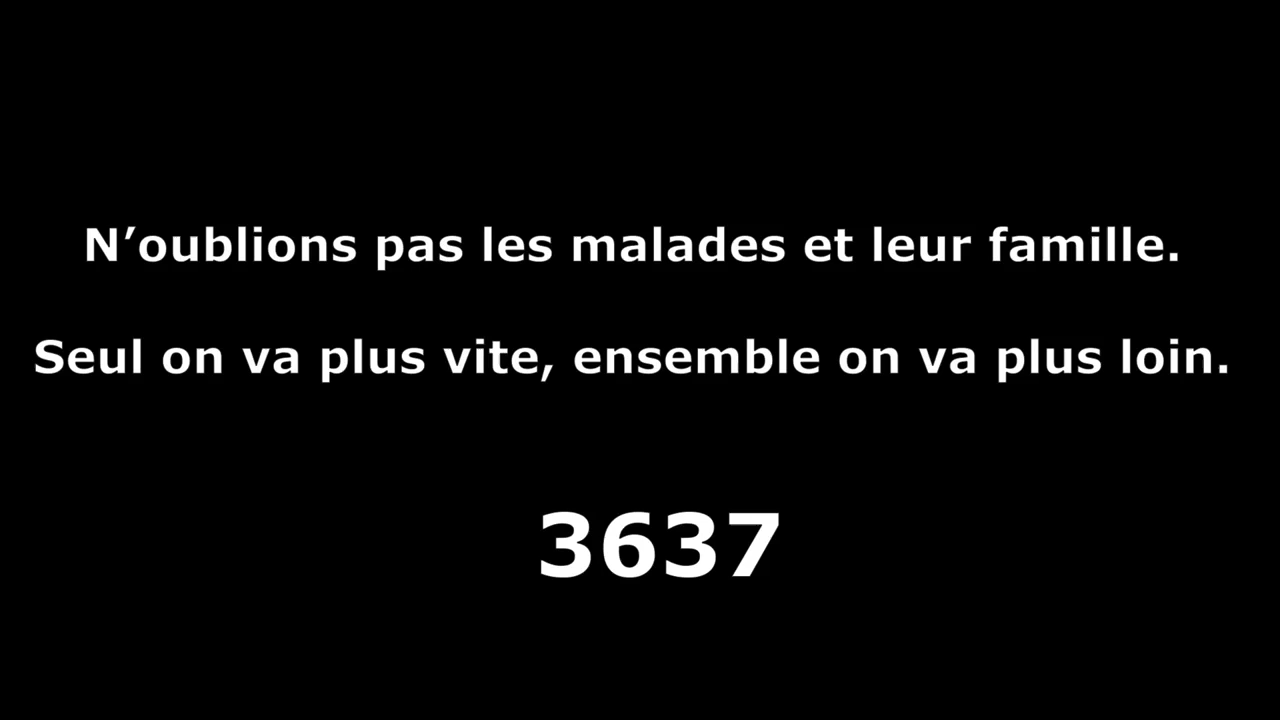 N’oublions pas les malades et leur famille.
Seul on va plus vite, ensemble on va plus loin.
3637